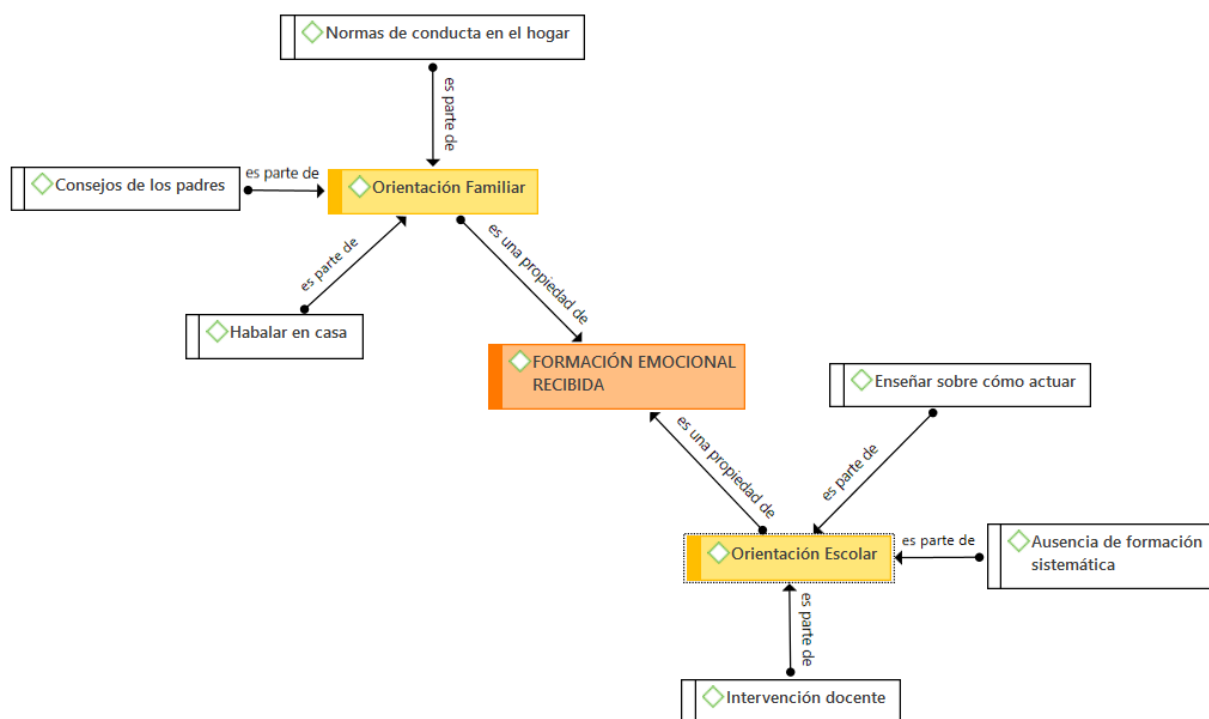 Normas de conducta en el hogar
es parte de
Consejos de los padres
es parte de
Orientación Familiar
es parte de
es una propiedad de
Habalar en casa
FORMACIÓN EMOCIONAL
RECIBIDA
Enseñar sobre cómo actuar
es una propiedad de
es parte de
Orientación Escolar
es parte de
Ausencia de formación
sistemática
es parte de
Intervención docente